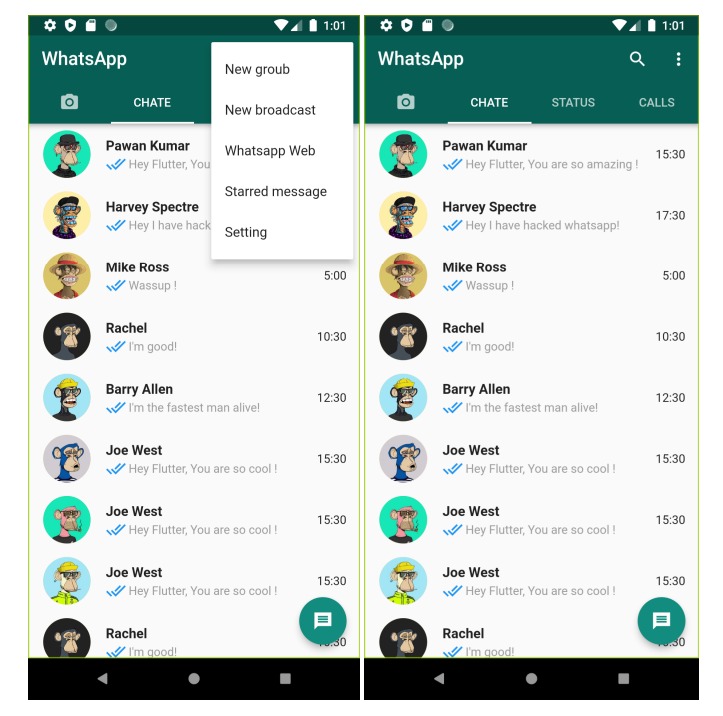 1:01
WhatsApp
New groub
New broadcast
Whatsapp Web
Starred message
Setting
CHATE
Pawan Kumar
Hey Flutter, You
Harvey Spectre
Hey I have hack
Mike Ross
Wassup !
5:00
Rachel
I'm good!
10:30
Barry Allen
I'm the fastest man alive!
12:30
Joe West
Hey Flutter, You are so cool !
15:30
Joe West
Hey Flutter, You are so cool !
15:30
Joe West
Hey Flutter, You are so cool !
15:30
Rachel
I'm good!
1:01
WhatsApp
CHATE STATUS CALLS
Pawan Kumar
Hey Flutter, You are so amazing !
15:30
Harvey Spectre
Hey I have hacked whatsapp!
17:30
Mike Ross
Wassup !
5:00
Rachel
I'm good!
10:30
Barry Allen
I'm the fastest man alive!
12:30
Joe West
Hey Flutter, You are so cool !
15:30
Joe West
Hey Flutter, You are so cool !
15:30
Joe West
Hey Flutter, You are so cool !
15:30
Rachel
I'm good!